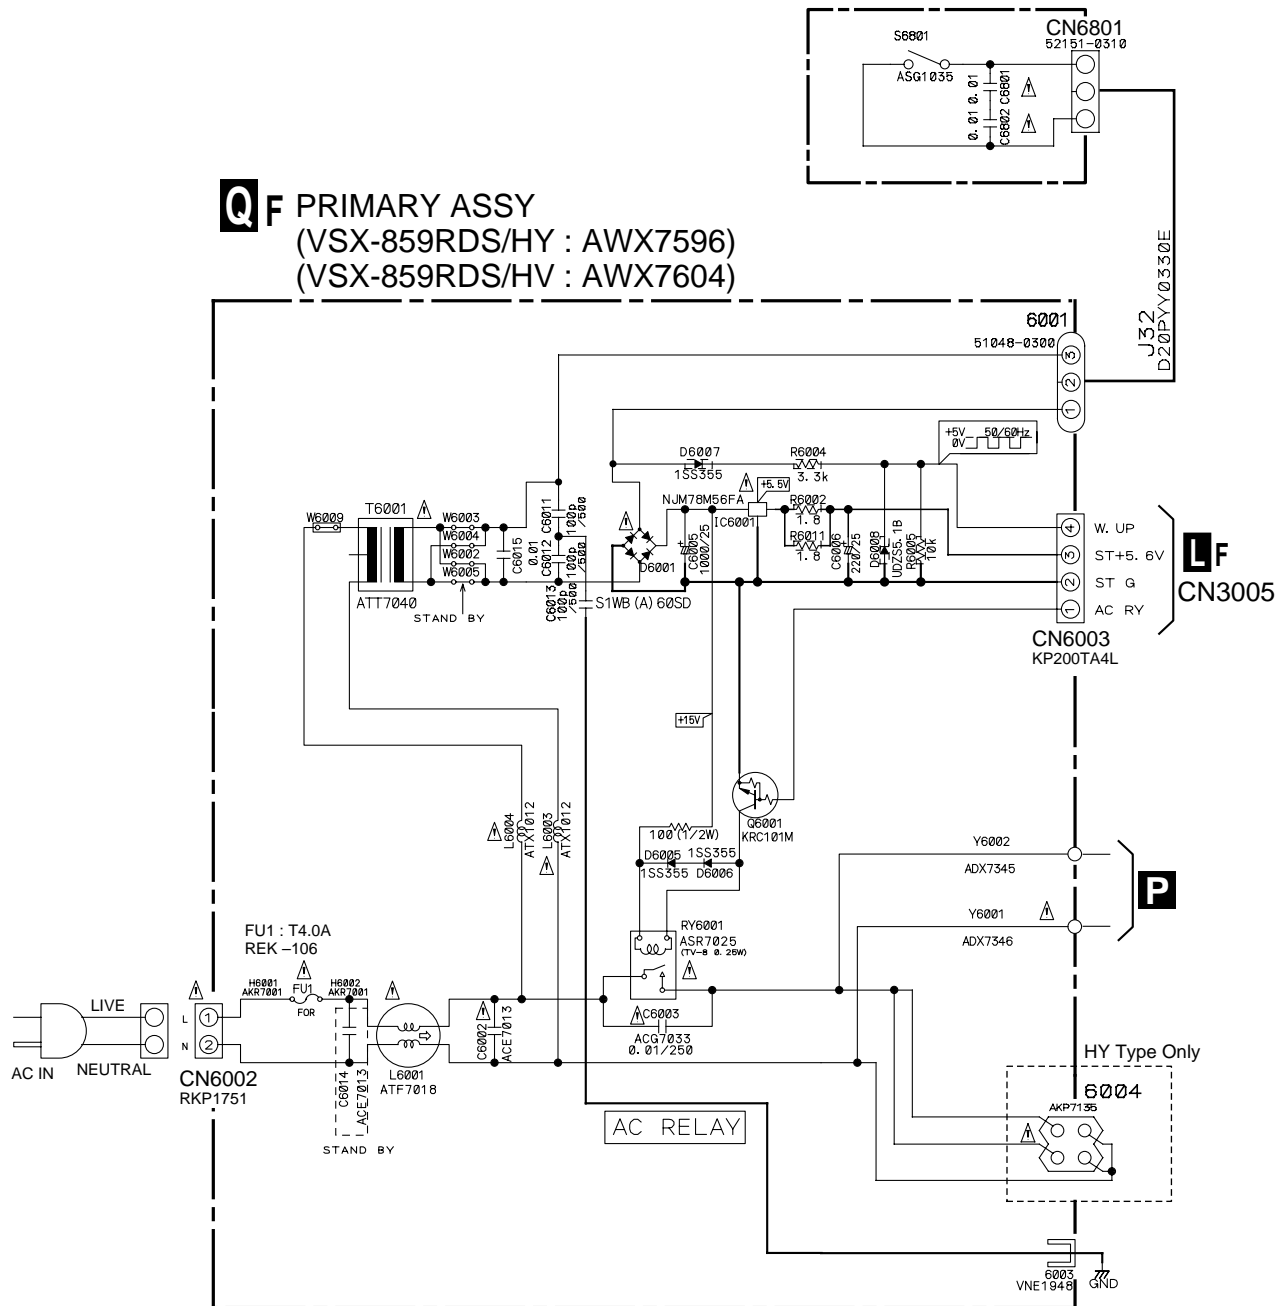 S6801
ASG1035
CN6801
52151-0310
0.01
C6801
0.01
C6802
J32
D20PYY0330E
Q F PRIMARY ASSY
(VSX-859RDS/HY : AWX7596)
(VSX-859RDS/HV : AWX7604)
6001
51048-0300
3
2
1
+5V
0V
50/60Hz
D6007
1SS355
R6004
3.3k
NJM78M56FA
+5.5V
IC6001
R6002
1.8
R6011
1.8
C6005
1000/25
C6006
220/25
D6008
UDZS5.1B
R6005
10k
W6009
T6001
ATT7040
W6003
W6004
W6002
W6005
STAND BY
C6015
0.01
C6011
100p
/500
C6012
100p
/500
C6013
100p
/500
D6001
S1WB(A)60SD
4 W.UP
3 ST+5.6V
2 ST G
1 AC RY
L F
CN3005
CN6003
KP200TA4L
+15V
Q6001
KRC101M
100(1/2W)
D6005
1SS355
1SS355
D6006
L6004
ATX1012
L6003
ATX1012
Y6002
ADX7345
Y6001
ADX7346
P
RY6001
ASR7025
(TV-8 0.25W)
FU1 : T4.0A
REK–106
H6001
AKR7001
FU1
FOR
H6002
AKR7001
LIVE
NEUTRAL
AC IN
L 1
N 2
CN6002
RKP1751
C6014
ACE7013
STAND BY
L6001
ATF7018
C6002
ACE7013
C6003
ACG7033
0.01/250
AC RELAY
HY Type Only
6004
AKP7135
6003
VNE1948
GND